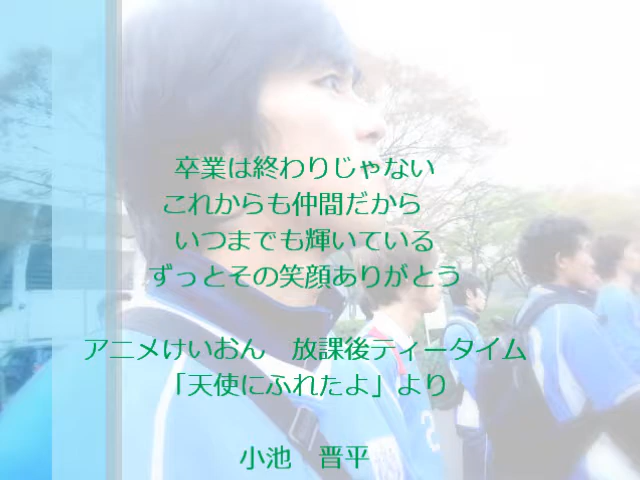 卒業は終わりじゃない
これからも仲間だから
いつまでも輝いている
ずっとその笑顔ありがとう
アニメけいおん　放課後ティータイム
「天使にふれたよ」より
小池　晋平